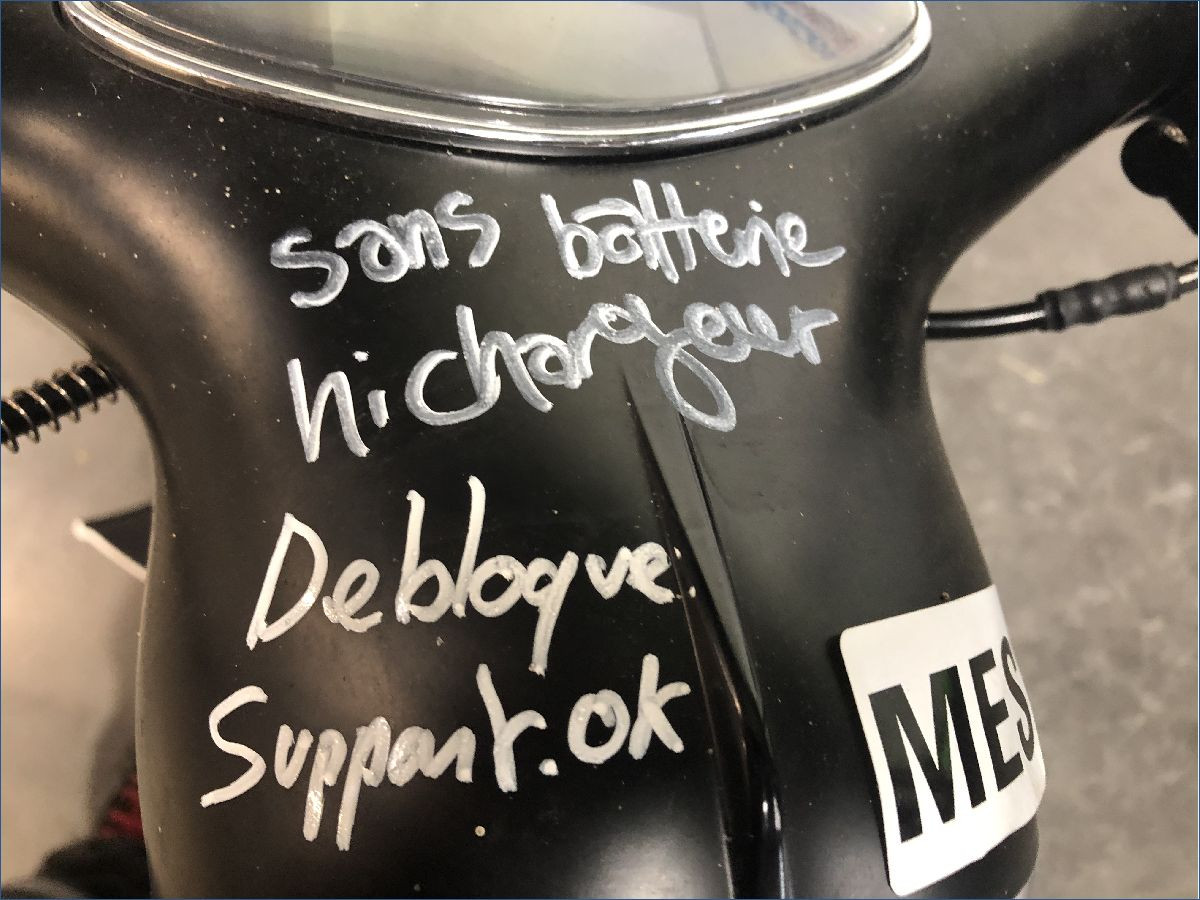 sans batterie
ni chargeur
Debloque
Support.ok
MES